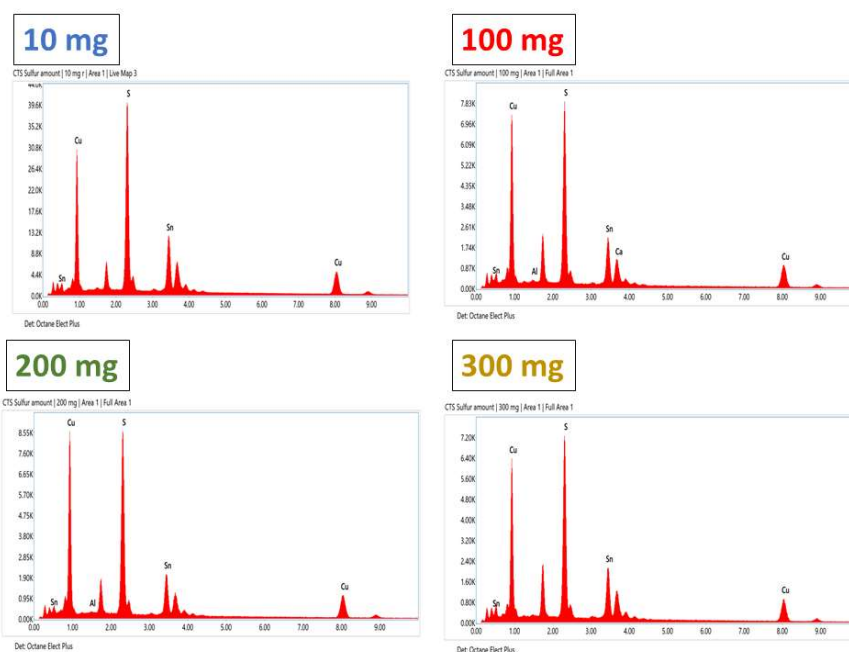 10 mg
CTS Sulfur amount | 10 mg r | Area 1 | Live Map 3
44.0K
39.6K
35.2K
30.8K
26.4K
22.0K
17.6K
13.2K
8.8K
4.4K
0.0K
S
Cu
Sn
Sn
Cu
0.00 1.00 2.00 3.00 4.00 5.00 6.00 7.00 8.00 9.00
Det: Octane Elect Plus
100 mg
CTS Sulfur amount | 100 mg | Area 1 | Full Area 1
7.83K
6.96K
6.09K
5.22K
4.35K
3.48K
2.61K
1.74K
0.87K
0.00K
S
Cu
Sn
Ca
Sn
Al
Cu
0.00 1.00 2.00 3.00 4.00 5.00 6.00 7.00 8.00 9.00
Det: Octane Elect Plus
200 mg
CTS Sulfur amount | 200 mg | Area 1 | Full Area 1
8.55K
7.60K
6.65K
5.70K
4.75K
3.80K
2.85K
1.90K
0.95K
0.00K
Cu
S
Sn
Sn
Al
Cu
0.00 1.00 2.00 3.00 4.00 5.00 6.00 7.00 8.00 9.00
Det: Octane Elect Plus
300 mg
CTS Sulfur amount | 300 mg | Area 1 | Full Area 1
7.20K
6.40K
5.60K
4.80K
4.00K
3.20K
2.40K
1.60K
0.80K
0.00K
S
Cu
Sn
Sn
Cu
0.00 1.00 2.00 3.00 4.00 5.00 6.00 7.00 8.00 9.00
Det: Octane Elect Plus